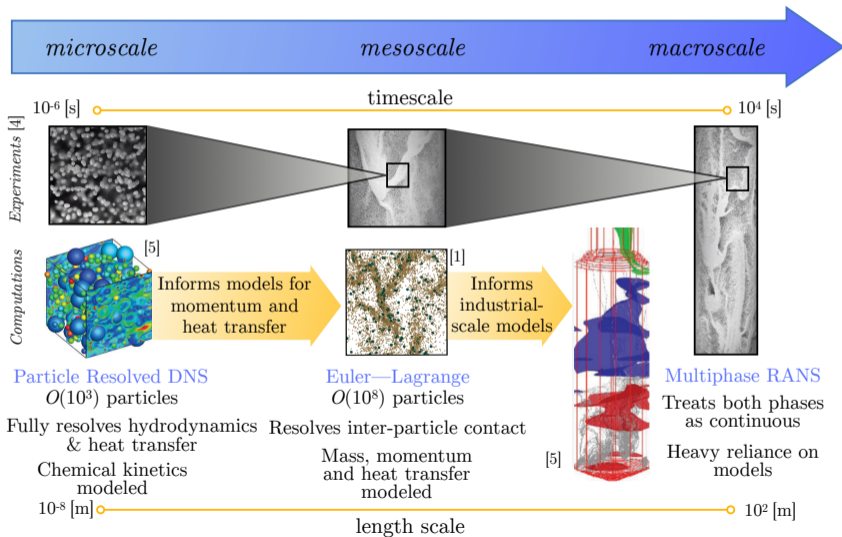 microscale
mesoscale
macroscale
timescale
10-6 [s]
104 [s]
Experiments [4]
Computations
[5]
Informs models for
momentum and
heat transfer
[1]
Informs
industrial-
scale models
[5]
Particle Resolved DNS
O(103) particles
Fully resolves hydrodynamics
& heat transfer
Chemical kinetics
modeled
Euler—Lagrange
O(108) particles
Resolves inter-particle contact
Mass, momentum
and heat transfer
modeled
Multiphase RANS
Treats both phases
as continuous
Heavy reliance on
models
10-8 [m]
102 [m]
length scale